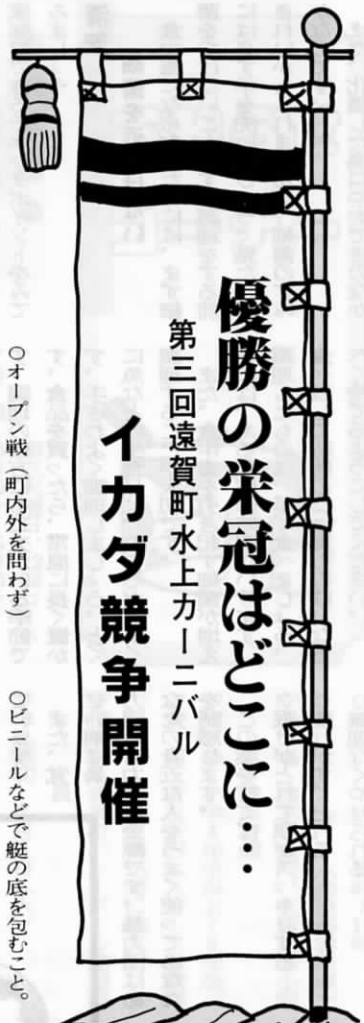 優勝の栄冠はどこに…
第三回遠賀町水上カーニバル
イカダ競争開催
○オープン戦（町内外を問わず）
○ビニールなどで艇の底を包むこと。